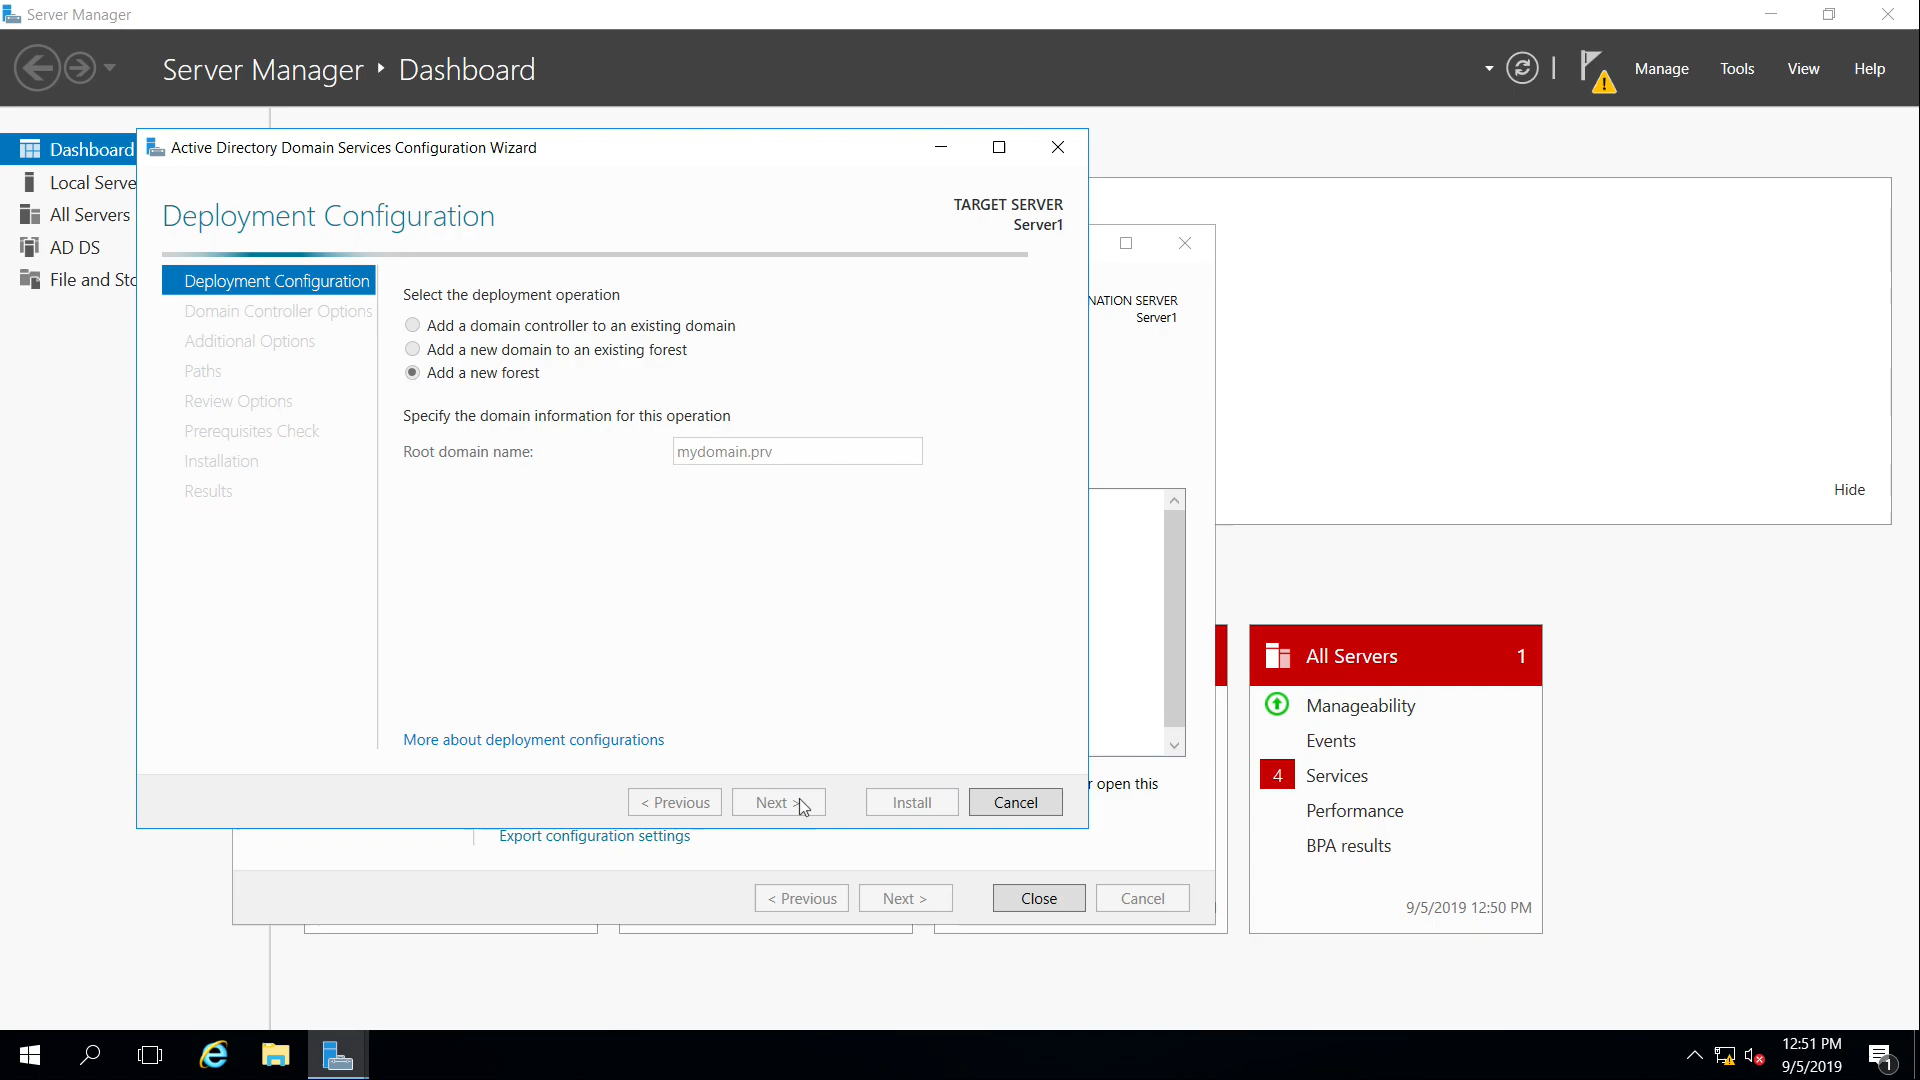 Server Manager
Server Manager ‣ Dashboard
Manage
Tools
View
Help
Dashboard
Local Serve
All Servers
AD DS
File and Sto
Active Directory Domain Services Configuration Wizard
Deployment Configuration
TARGET SERVER
Server1
Deployment Configuration
Domain Controller Options
Additional Options
Paths
Review Options
Prerequisites Check
Installation
Results
Select the deployment operation
Add a domain controller to an existing domain
Add a new domain to an existing forest
Add a new forest
Specify the domain information for this operation
Root domain name:
mydomain.prv
More about deployment configurations
< Previous
Next >
Install
Cancel
NATION SERVER
Server1
r open this
Export configuration settings
< Previous
Next >
Close
Cancel
Hide
All Servers
1
Manageability
Events
4
Services
Performance
BPA results
9/5/2019 12:50 PM
12:51 PM
9/5/2019
1